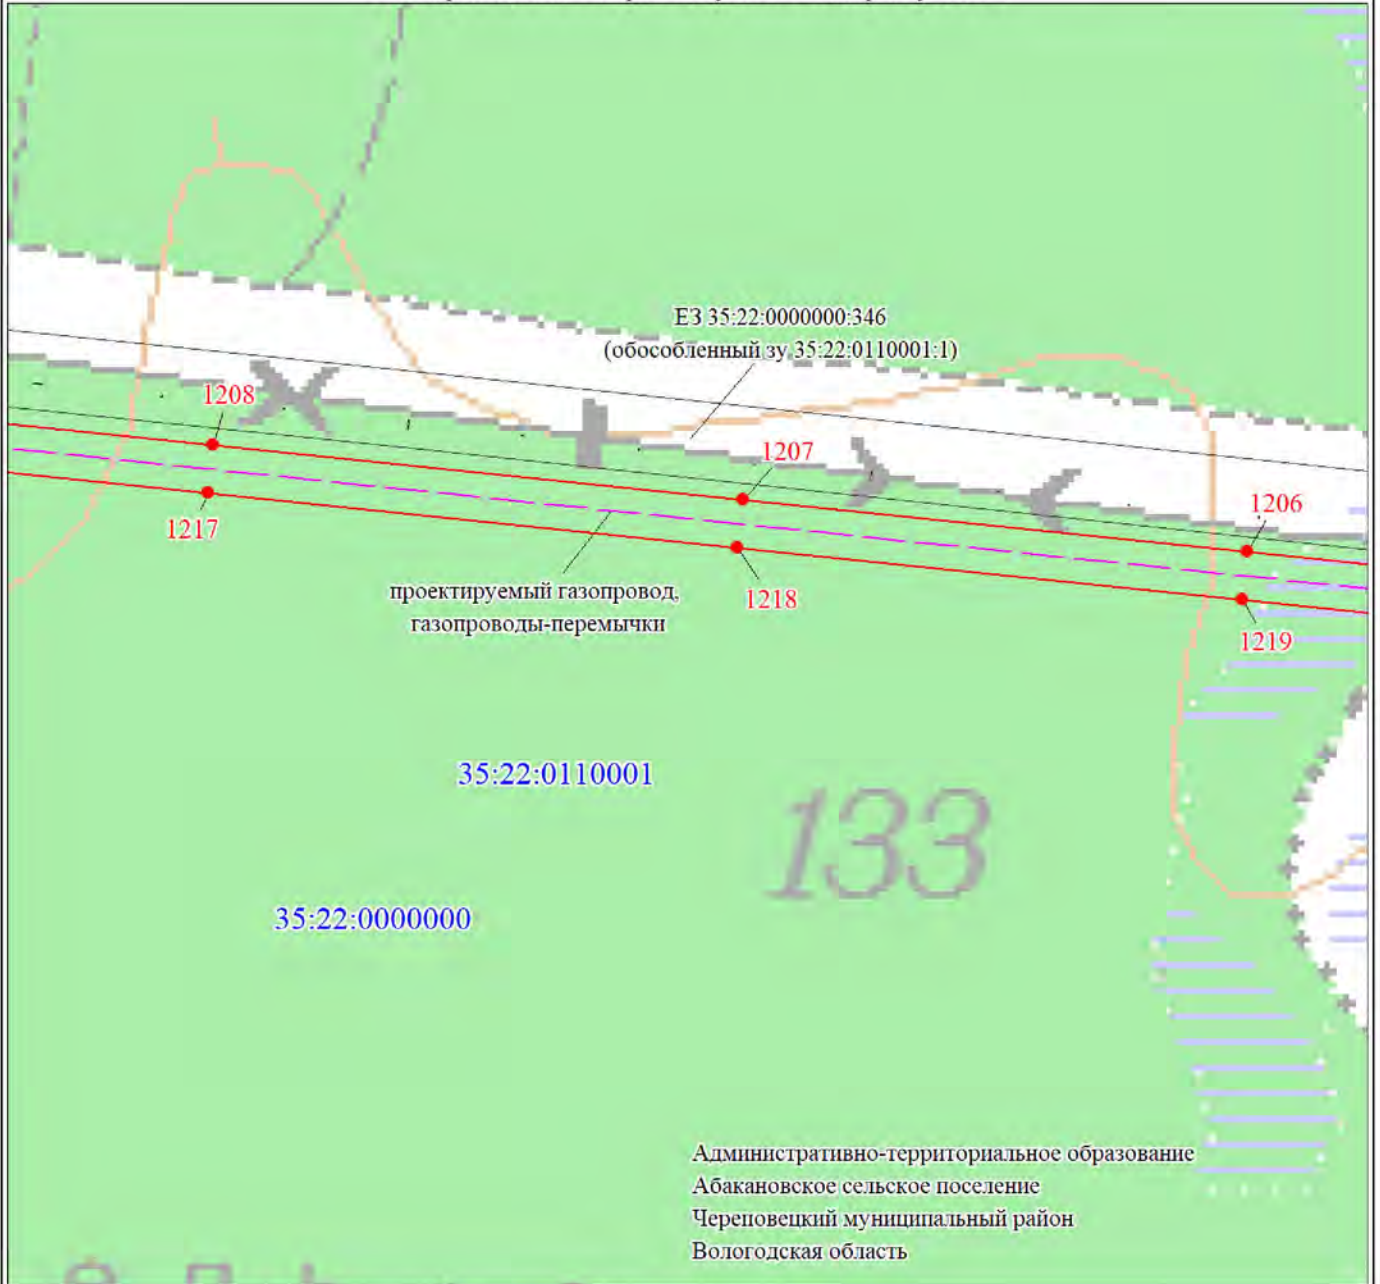 ЕЗ 35:22:0000000:346
(обособленный зу 35:22:0110001:1)
1208
1207
1206
1217
1218
1219
проектируемый газопровод,
газопроводы-перемычки
35:22:0110001
133
35:22:0000000
Административно-территориальное образование
Абакановское сельское поселение
Череповецкий муниципальный район
Вологодская область